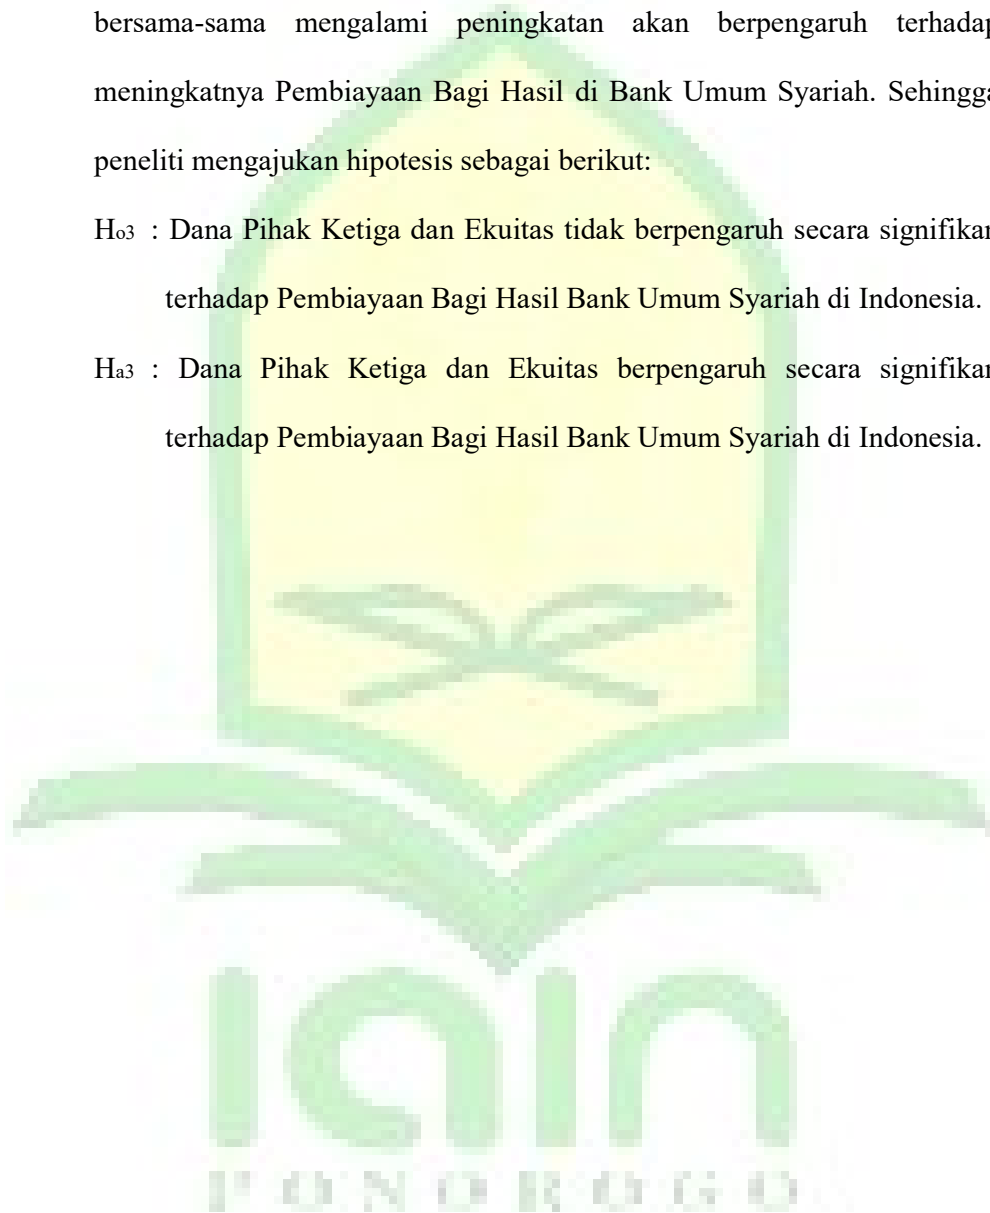 bersama-sama mengalami peningkatan akan berpengaruh terhadap
meningkatnya Pembiayaan Bagi Hasil di Bank Umum Syariah. Sehingga
peneliti mengajukan hipotesis sebagai berikut:
Ho3 : Dana Pihak Ketiga dan Ekuitas tidak berpengaruh secara signifikan
terhadap Pembiayaan Bagi Hasil Bank Umum Syariah di Indonesia.
Ha3 : Dana Pihak Ketiga dan Ekuitas berpengaruh secara signifikan
terhadap Pembiayaan Bagi Hasil Bank Umum Syariah di Indonesia.
iain
PONOROGO